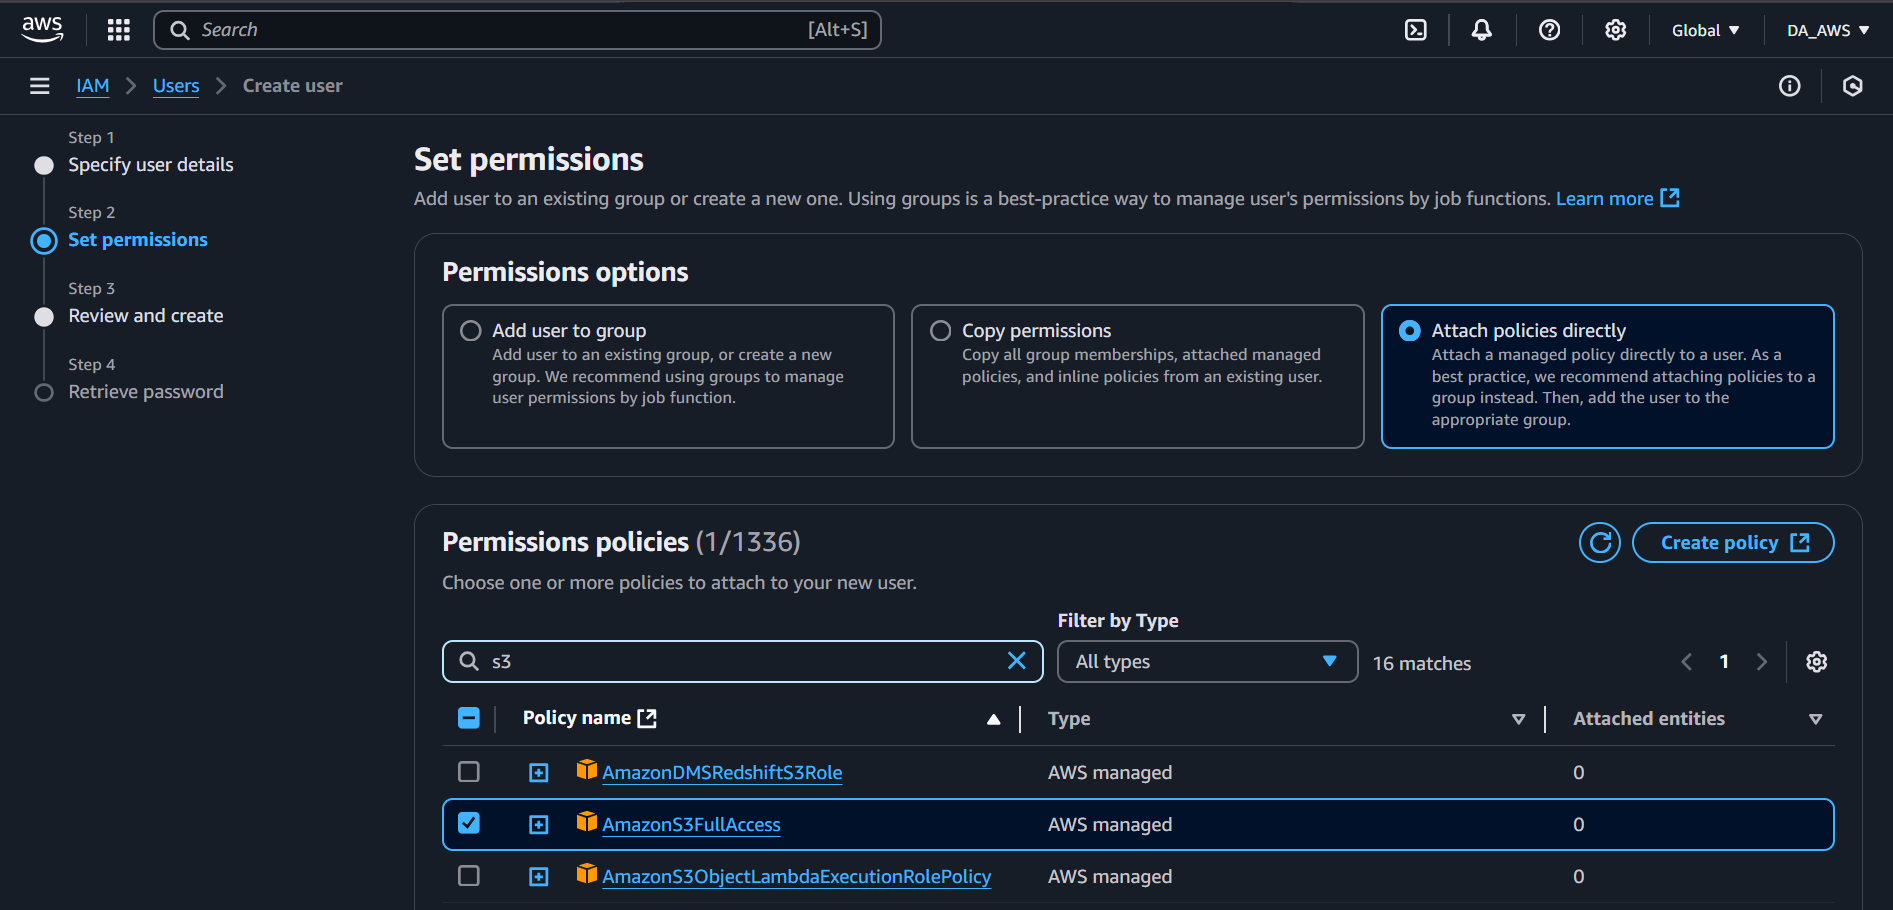 aws
Search
[Alt+S]
Global
DA_AWS
IAM
Users
Create user
Step 1
Specify user details
Step 2
Set permissions
Step 3
Review and create
Step 4
Retrieve password
Set permissions
Add user to an existing group or create a new one. Using groups is a best-practice way to manage user's permissions by job functions. Learn more
Permissions options
Add user to group
Add user to an existing group, or create a new
group. We recommend using groups to manage
user permissions by job function.
Copy permissions
Copy all group memberships, attached managed
policies, and inline policies from an existing user.
Attach policies directly
Attach a managed policy directly to a user. As a
best practice, we recommend attaching policies to a
group instead. Then, add the user to the
appropriate group.
Permissions policies (1/1336)
Create policy
Choose one or more policies to attach to your new user.
Filter by Type
s3
All types
16 matches
1
Policy name
Type
Attached entities
AmazonDMSRedshiftS3Role
AWS managed
0
AmazonS3FullAccess
AWS managed
0
AmazonS3ObjectLambdaExecutionRolePolicy
AWS managed
0